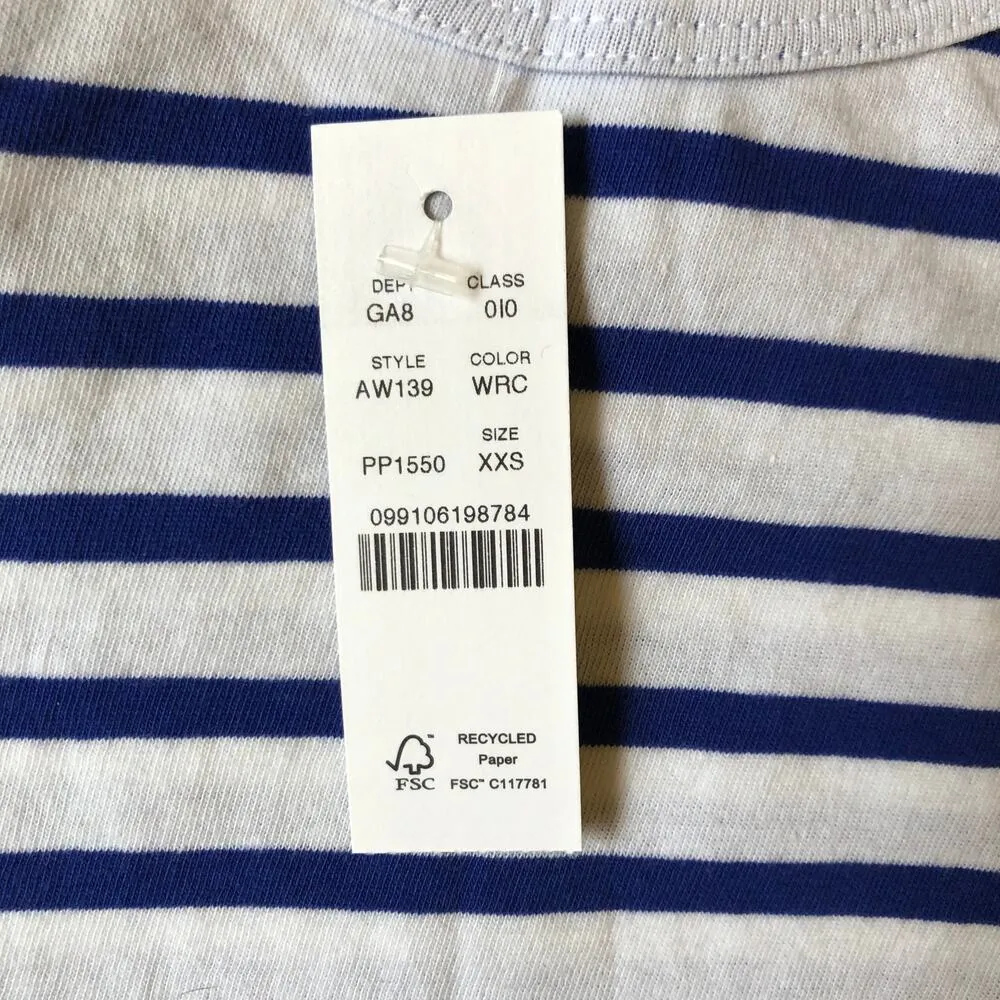 DEPT CLASS
GA8 010
STYLE COLOR
AW139 WRC
SIZE
PP1550 XXS
099106198784
RECYCLED
Paper
FSC FSC™ C117781